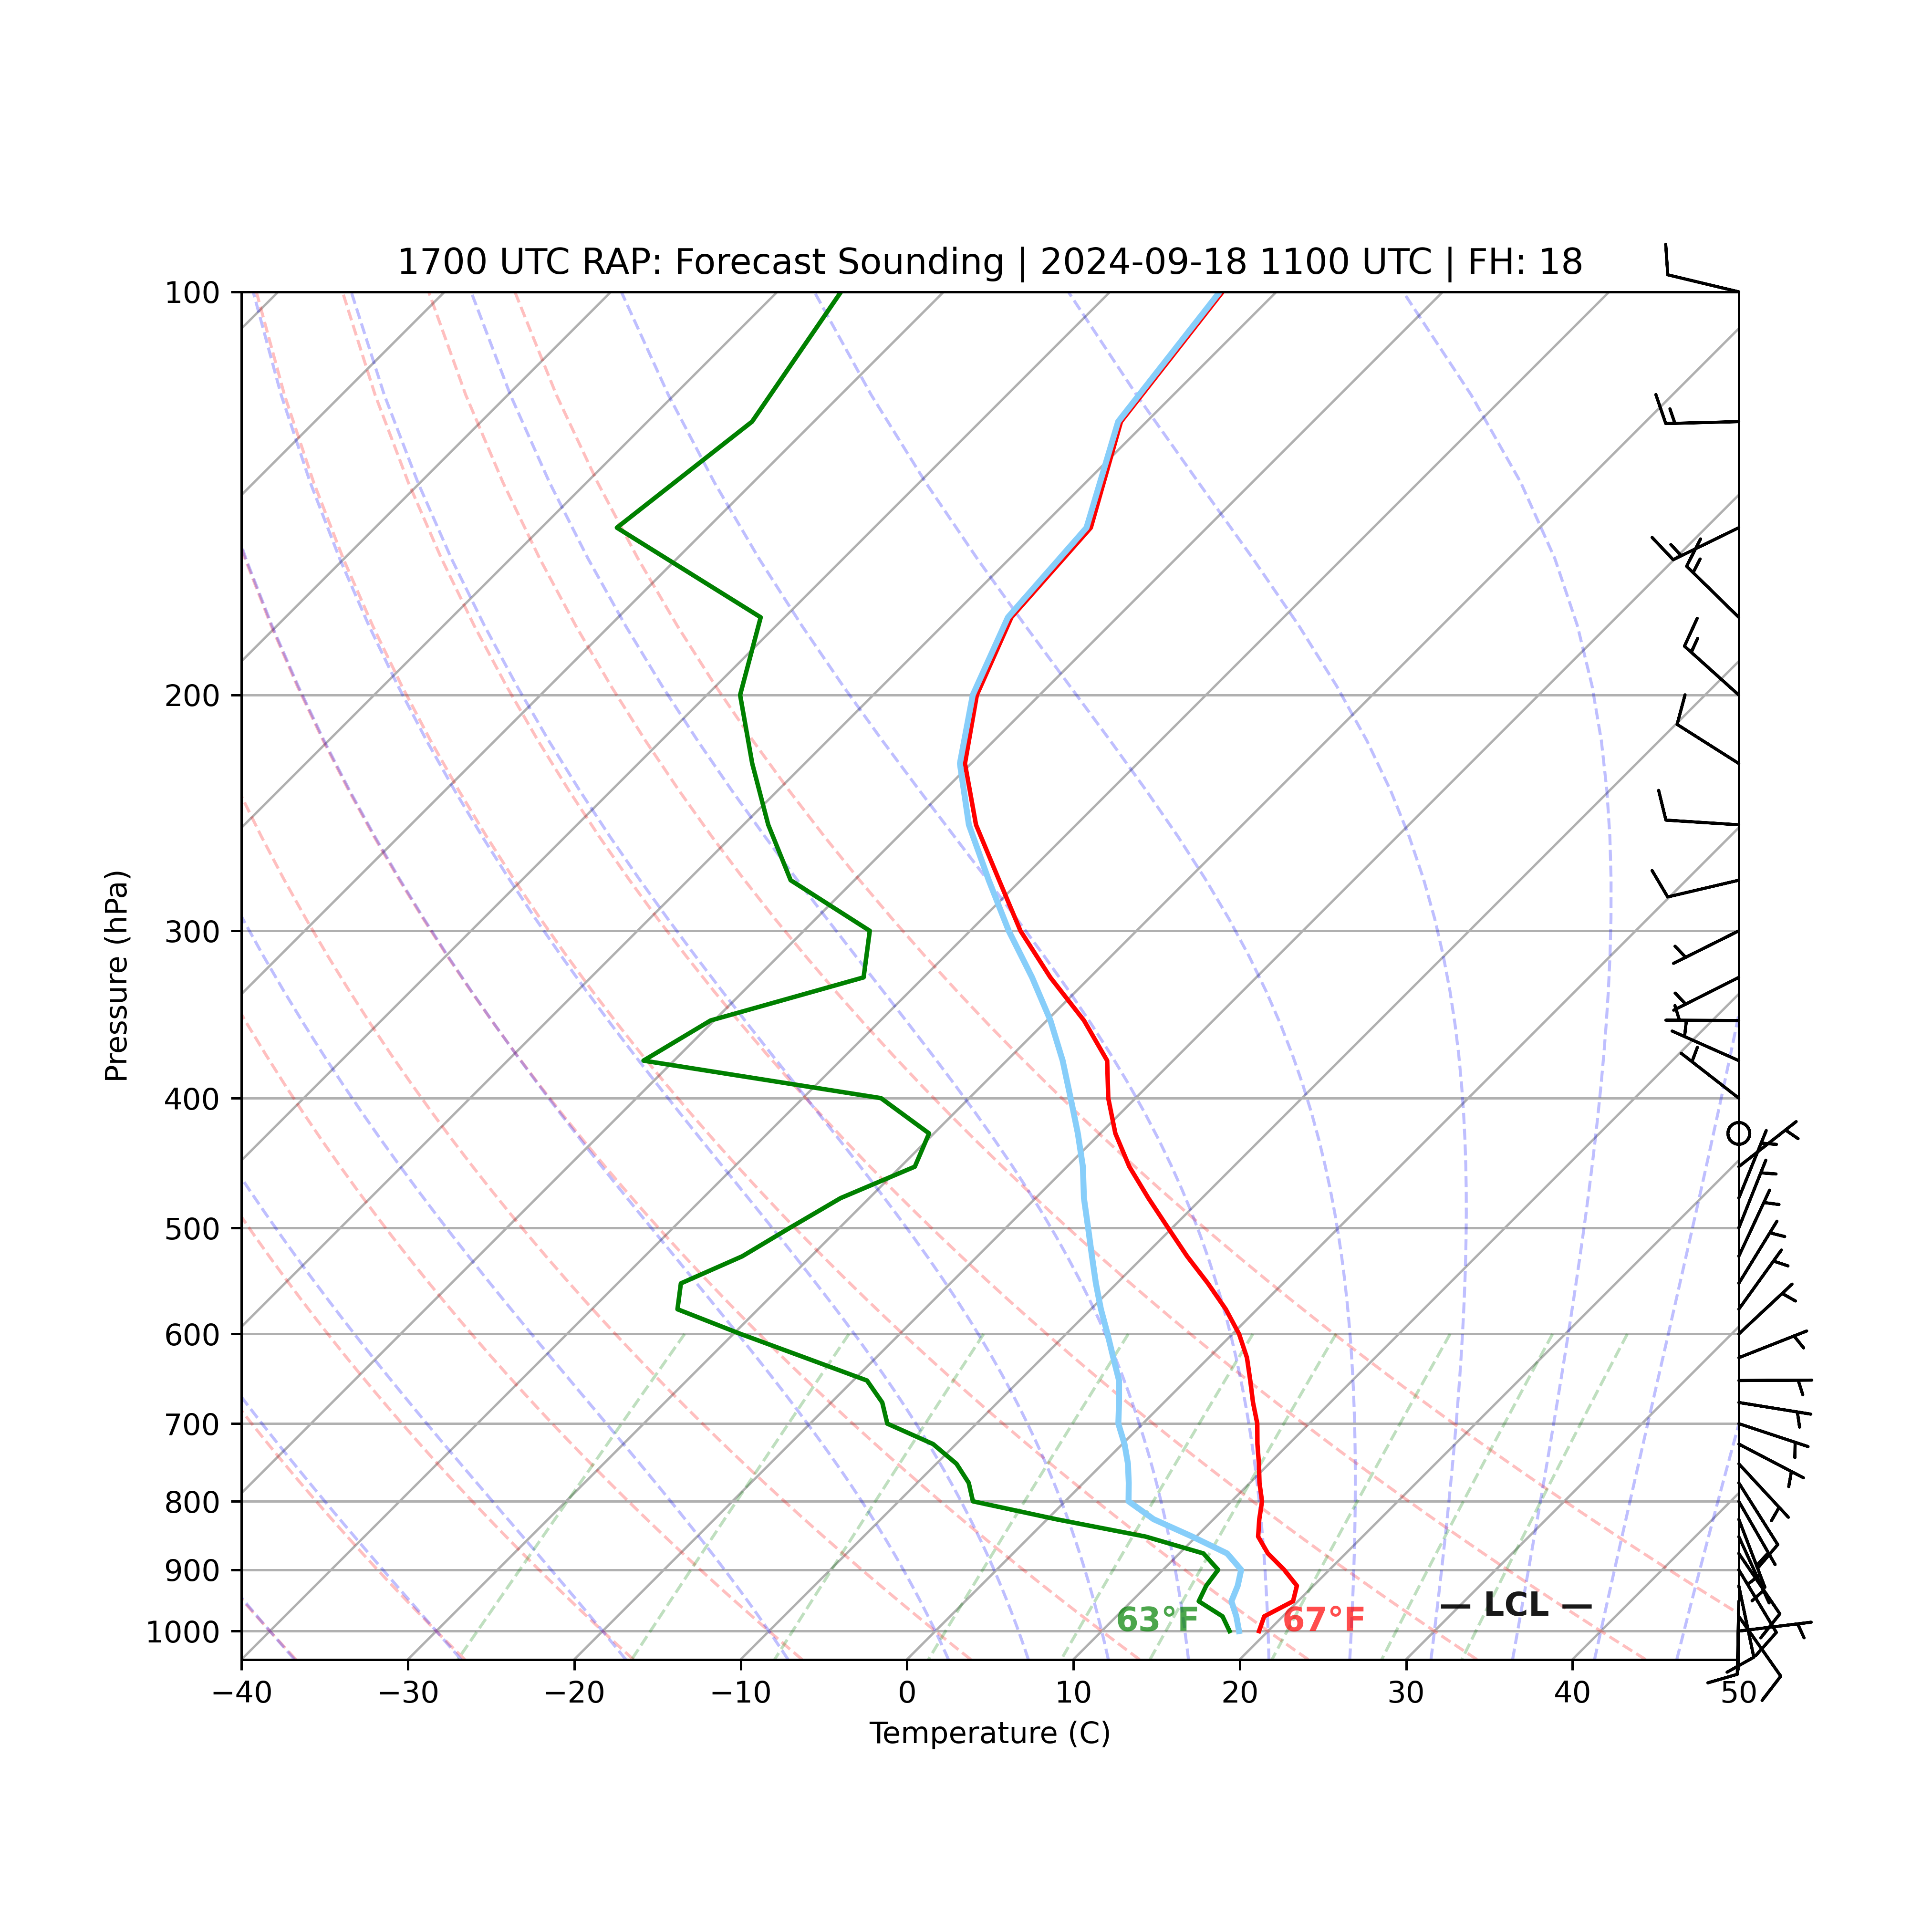 1700 UTC RAP: Forecast Sounding | 2024-09-18 1100 UTC | FH: 18
100
200
300
400
500
600
700
800
900
1000
Pressure (hPa)
63°F
67°F
— LCL —
−40 −30 −20 −10 0 10 20 30 40 50
Temperature (C)